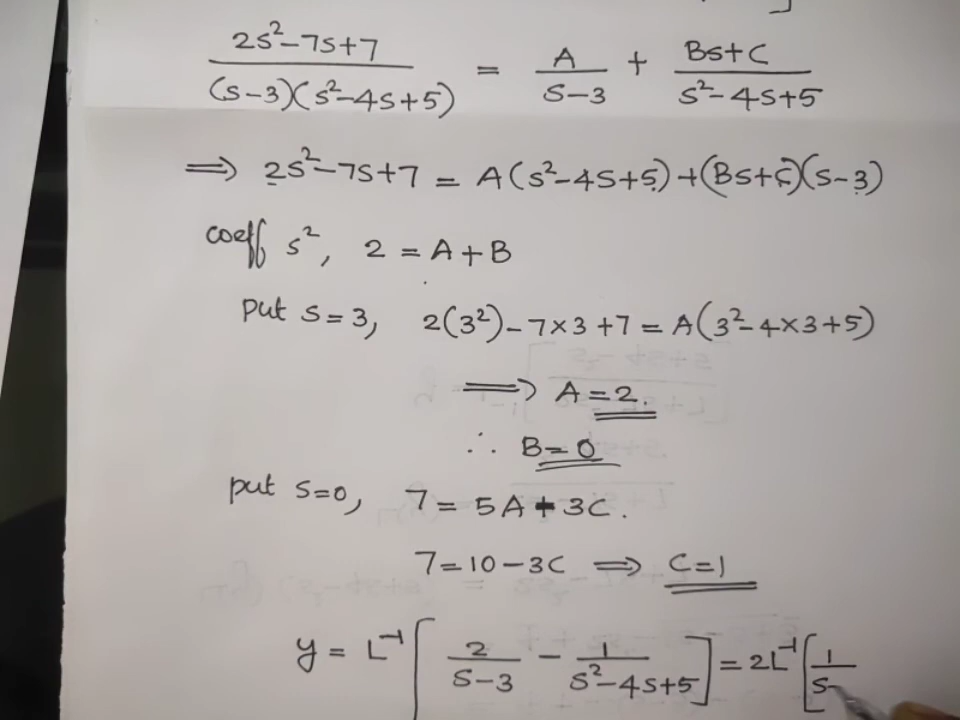 (2s²-7s+7)/((s-3)(s²-4s+5)) = A/(s-3) + (Bs+C)/(s²-4s+5)
⟹ 2s²-7s+7 = A(s²-4s+5)+(Bs+C)(s-3)
coeff s², 2 = A+B
put s=3, 2(3²)-7×3+7 = A(3²-4×3+5)
⟹ A=2.
∴ B=0
put s=0, 7 = 5A-3C.
7=10-3C ⟹ C=1
y = L⁻¹[2/(s-3) - 1/(s²-4s+5)] = 2L⁻¹[1/(s-